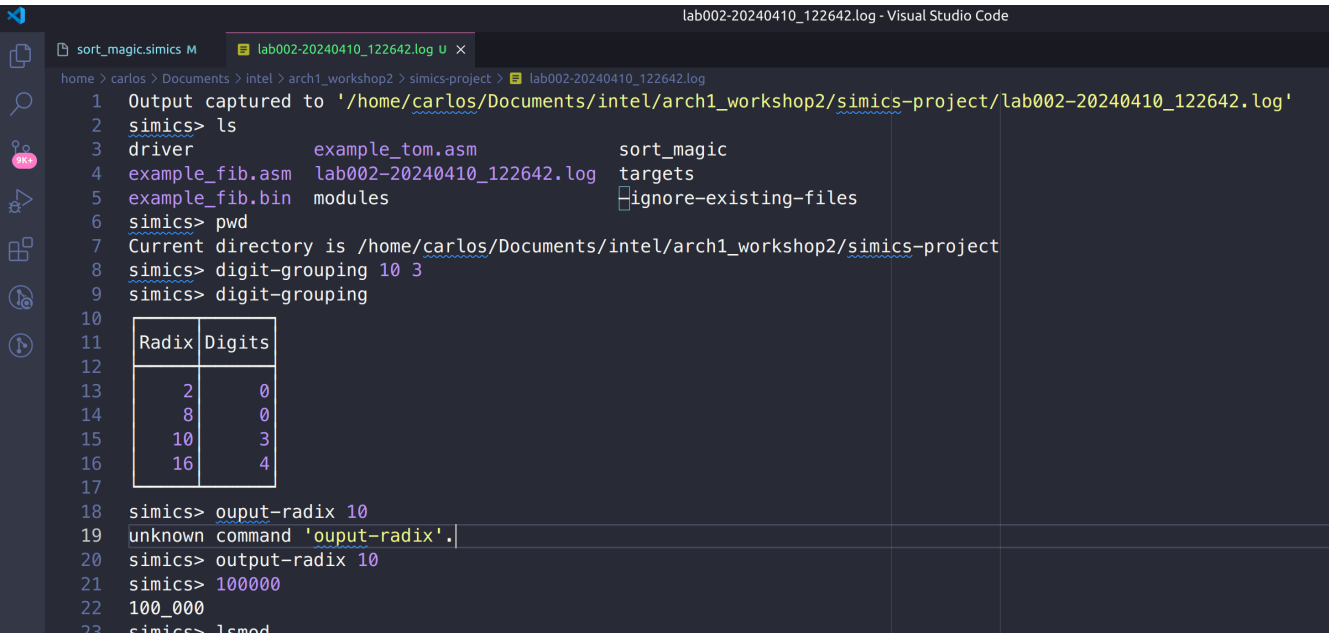 lab002-20240410_122642.log - Visual Studio Code
sort_magic.simics M lab002-20240410_122642.log U ×
home > carlos > Documents > intel > arch1_workshop2 > simics-project > lab002-20240410_122642.log
1 Output captured to '/home/carlos/Documents/intel/arch1_workshop2/simics-project/lab002-20240410_122642.log'
2 simics> ls
3 driver example_tom.asm sort_magic
4 example_fib.asm lab002-20240410_122642.log targets
5 example_fib.bin modules –ignore-existing-files
6 simics> pwd
7 Current directory is /home/carlos/Documents/intel/arch1_workshop2/simics-project
8 simics> digit-grouping 10 3
9 simics> digit-grouping
10
11 Radix Digits
12
13 2 0
14 8 0
15 10 3
16 16 4
17
18 simics> ouput-radix 10
19 unknown command 'ouput-radix'.
20 simics> output-radix 10
21 simics> 100000
22 100_000
23 simics> lsmod
9K+